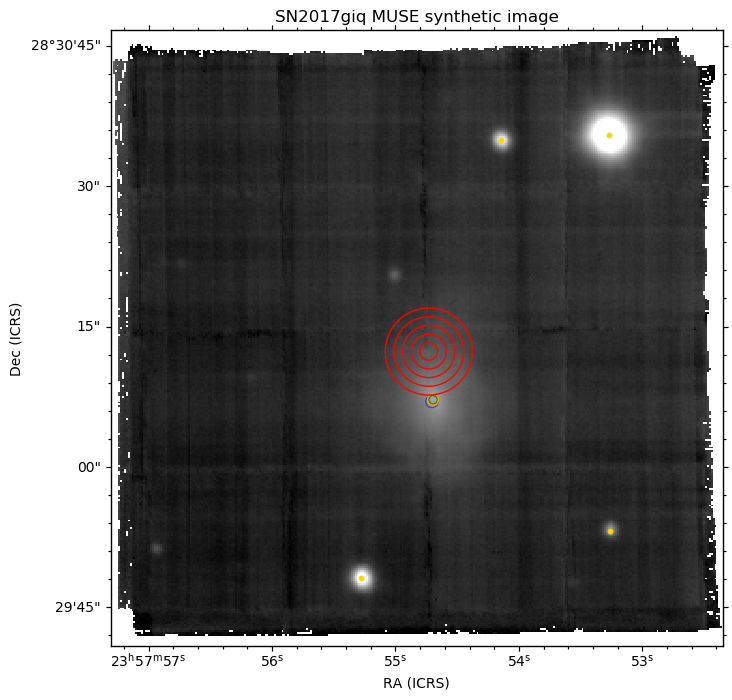 SN2017giq MUSE synthetic image
28°30'45"
30"
15"
00"
29'45"
Dec (ICRS)
23ʰ57ᵐ57ˢ
56ˢ
55ˢ
54ˢ
53ˢ
RA (ICRS)